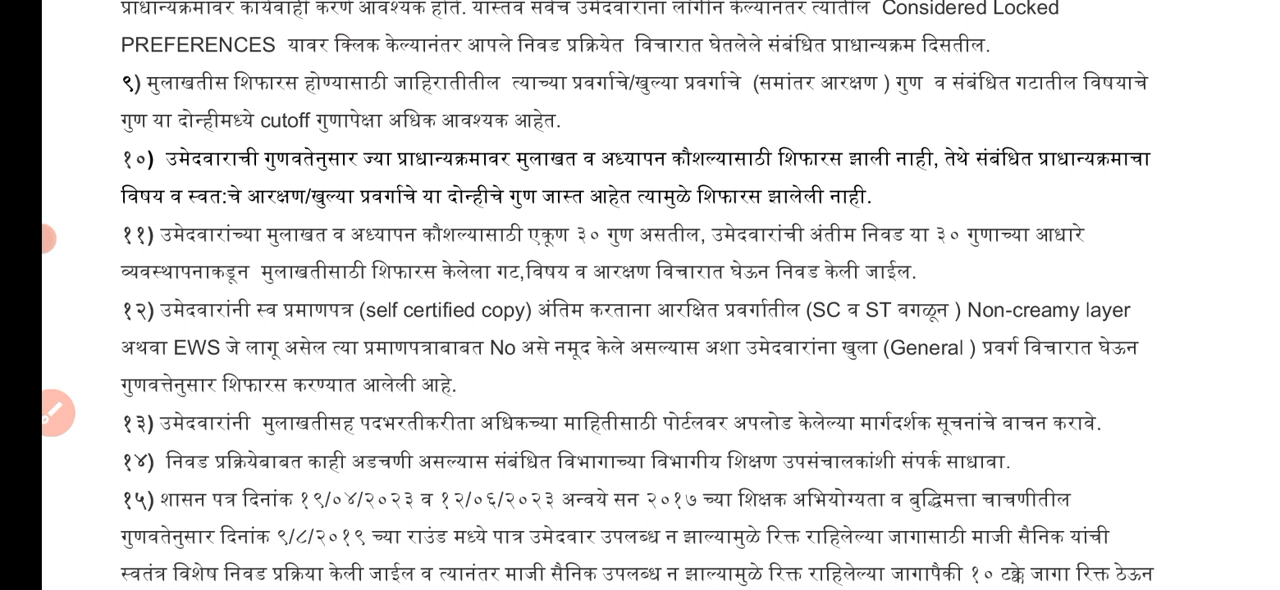 प्राधान्यक्रमावर कार्यवाही करणे आवश्यक होते. यास्तव सर्वच उमेदवारांना लॉगीन केल्यानंतर त्यातील Considered Locked
PREFERENCES यावर क्लिक केल्यानंतर आपले निवड प्रक्रियेत विचारात घेतलेले संबंधित प्राधान्यक्रम दिसतील.
९) मुलाखतीस शिफारस होण्यासाठी जाहिरातीतील त्याच्या प्रवर्गाचे/खुल्या प्रवर्गाचे (समांतर आरक्षण ) गुण व संबंधित गटातील विषयाचे
गुण या दोन्हीमध्ये cutoff गुणापेक्षा अधिक आवश्यक आहेत.
१०) उमेदवाराची गुणवतेनुसार ज्या प्राधान्यक्रमावर मुलाखत व अध्यापन कौशल्यासाठी शिफारस झाली नाही, तेथे संबंधित प्राधान्यक्रमाचा
विषय व स्वत:चे आरक्षण/खुल्या प्रवर्गाचे या दोन्हीचे गुण जास्त आहेत त्यामुळे शिफारस झालेली नाही.
११) उमेदवारांच्या मुलाखत व अध्यापन कौशल्यासाठी एकूण ३० गुण असतील, उमेदवारांची अंतीम निवड या ३० गुणाच्या आधारे
व्यवस्थापनाकडून मुलाखतीसाठी शिफारस केलेला गट,विषय व आरक्षण विचारात घेऊन निवड केली जाईल.
१२) उमेदवारांनी स्व प्रमाणपत्र (self certified copy) अंतिम करताना आरक्षित प्रवर्गातील (SC व ST वगळून ) Non-creamy layer
अथवा EWS जे लागू असेल त्या प्रमाणपत्राबाबत No असे नमूद केले असल्यास अशा उमेदवारांना खुला (General ) प्रवर्ग विचारात घेऊन
गुणवत्तेनुसार शिफारस करण्यात आलेली आहे.
१३) उमेदवारांनी मुलाखतीसह पदभरतीकरीता अधिकच्या माहितीसाठी पोर्टलवर अपलोड केलेल्या मार्गदर्शक सूचनांचे वाचन करावे.
१४) निवड प्रक्रियेबाबत काही अडचणी असल्यास संबंधित विभागाच्या विभागीय शिक्षण उपसंचालकांशी संपर्क साधावा.
१५) शासन पत्र दिनांक १९/०४/२०२३ व १२/०६/२०२३ अन्वये सन २०१७ च्या शिक्षक अभियोग्यता व बुद्धिमत्ता चाचणीतील
गुणवतेनुसार दिनांक ९/८/२०१९ च्या राउंड मध्ये पात्र उमेदवार उपलब्ध न झाल्यामुळे रिक्त राहिलेल्या जागासाठी माजी सैनिक यांची
स्वतंत्र विशेष निवड प्रक्रिया केली जाईल व त्यानंतर माजी सैनिक उपलब्ध न झाल्यामुळे रिक्त राहिलेल्या जागापैकी १० टक्के जागा रिक्त ठेऊन